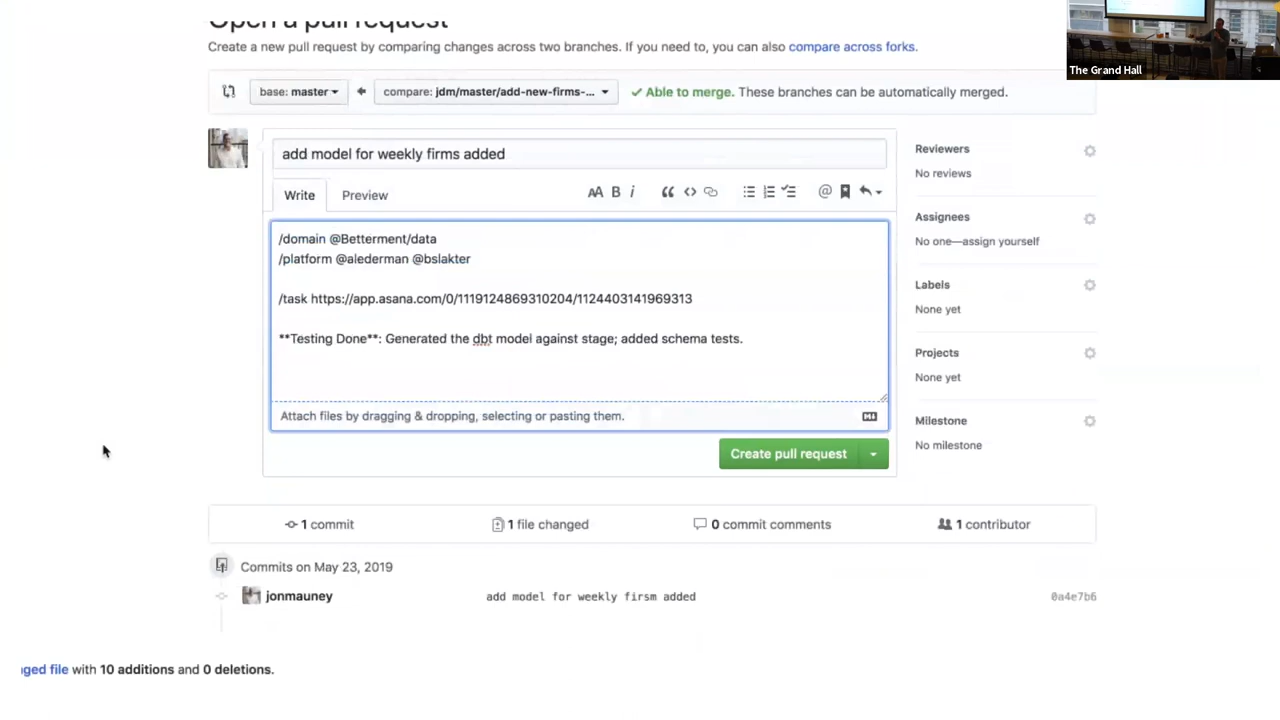 Open a pull request
Create a new pull request by comparing changes across two branches. If you need to, you can also compare across forks.
The Grand Hall
base: master
compare: jdm/master/add-new-firms-...
Able to merge. These branches can be automatically merged.
add model for weekly firms added
Write
Preview
/domain @Betterment/data
/platform @alederman @bslakter
/task https://app.asana.com/0/1119124869310204/1124403141969313
**Testing Done**: Generated the dbt model against stage; added schema tests.
Attach files by dragging & dropping, selecting or pasting them.
Create pull request
Reviewers
No reviews
Assignees
No one—assign yourself
Labels
None yet
Projects
None yet
Milestone
No milestone
1 commit
1 file changed
0 commit comments
1 contributor
Commits on May 23, 2019
jonmauney
add model for weekly firsm added
0a4e7b6
ged file with 10 additions and 0 deletions.